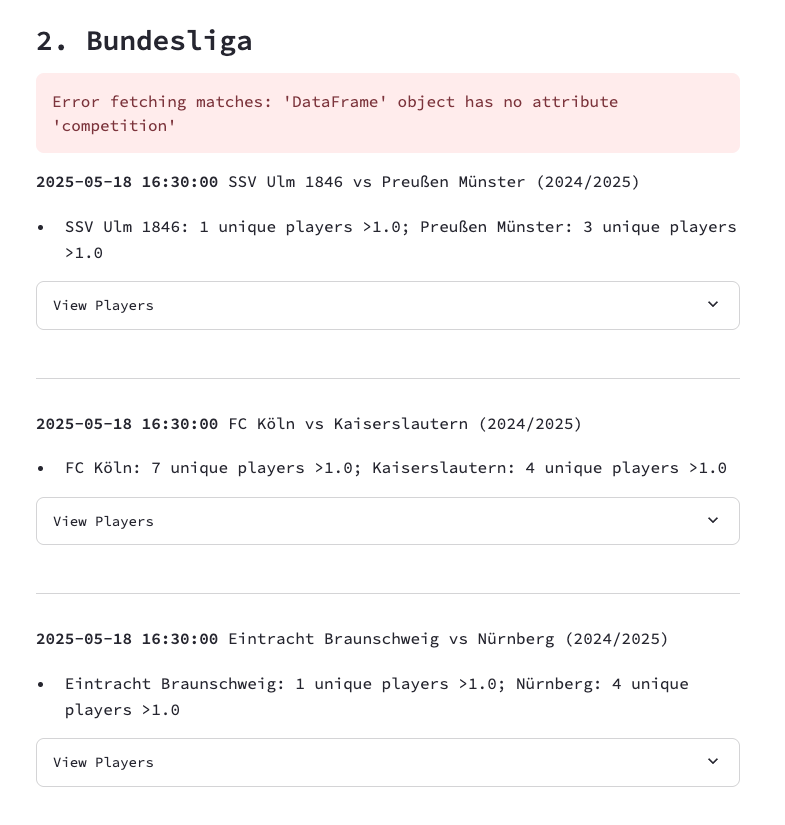 2. Bundesliga
Error fetching matches: 'DataFrame' object has no attribute
'competition'
2025-05-18 16:30:00 SSV Ulm 1846 vs Preußen Münster (2024/2025)
• SSV Ulm 1846: 1 unique players >1.0; Preußen Münster: 3 unique players
>1.0
View Players
2025-05-18 16:30:00 FC Köln vs Kaiserslautern (2024/2025)
• FC Köln: 7 unique players >1.0; Kaiserslautern: 4 unique players >1.0
View Players
2025-05-18 16:30:00 Eintracht Braunschweig vs Nürnberg (2024/2025)
• Eintracht Braunschweig: 1 unique players >1.0; Nürnberg: 4 unique
players >1.0
View Players